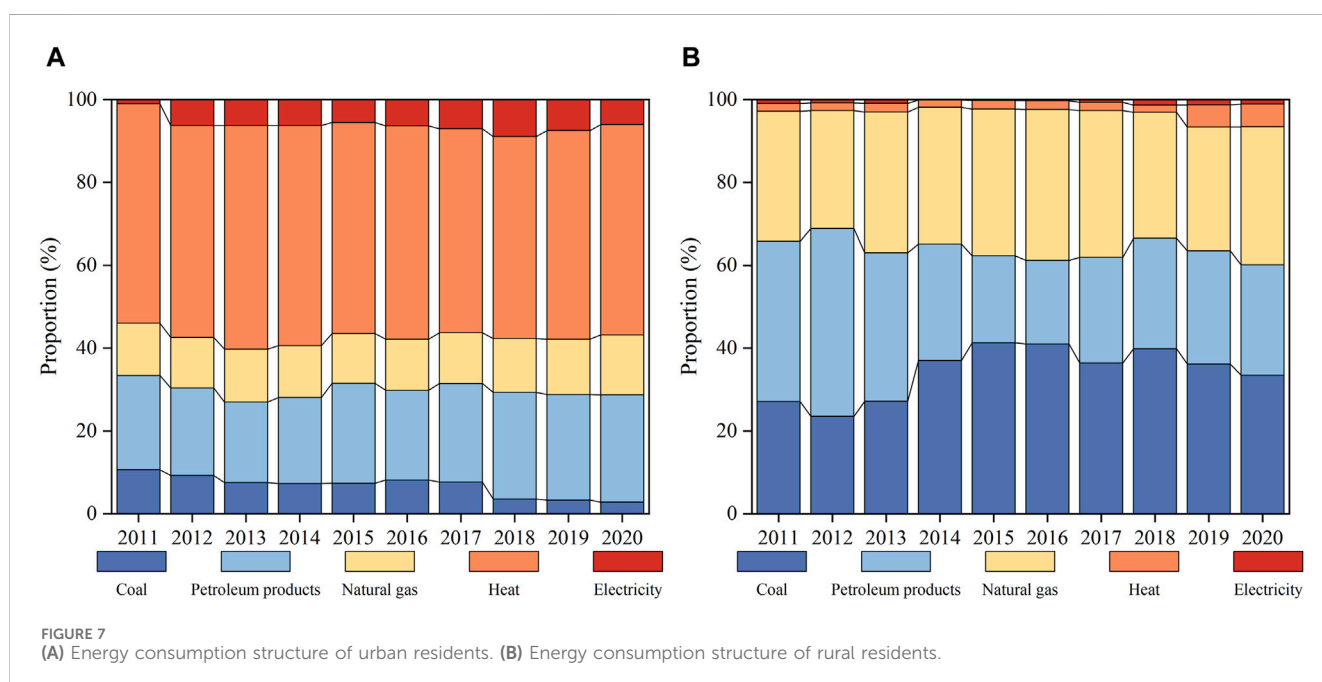 A
B
100
80
60
40
20
0
Proportion (%)
2011 2012 2013 2014 2015 2016 2017 2018 2019 2020
Coal Petroleum products Natural gas Heat Electricity
100
80
60
40
20
0
Proportion (%)
2011 2012 2013 2014 2015 2016 2017 2018 2019 2020
Coal Petroleum products Natural gas Heat Electricity
FIGURE 7
(A) Energy consumption structure of urban residents. (B) Energy consumption structure of rural residents.